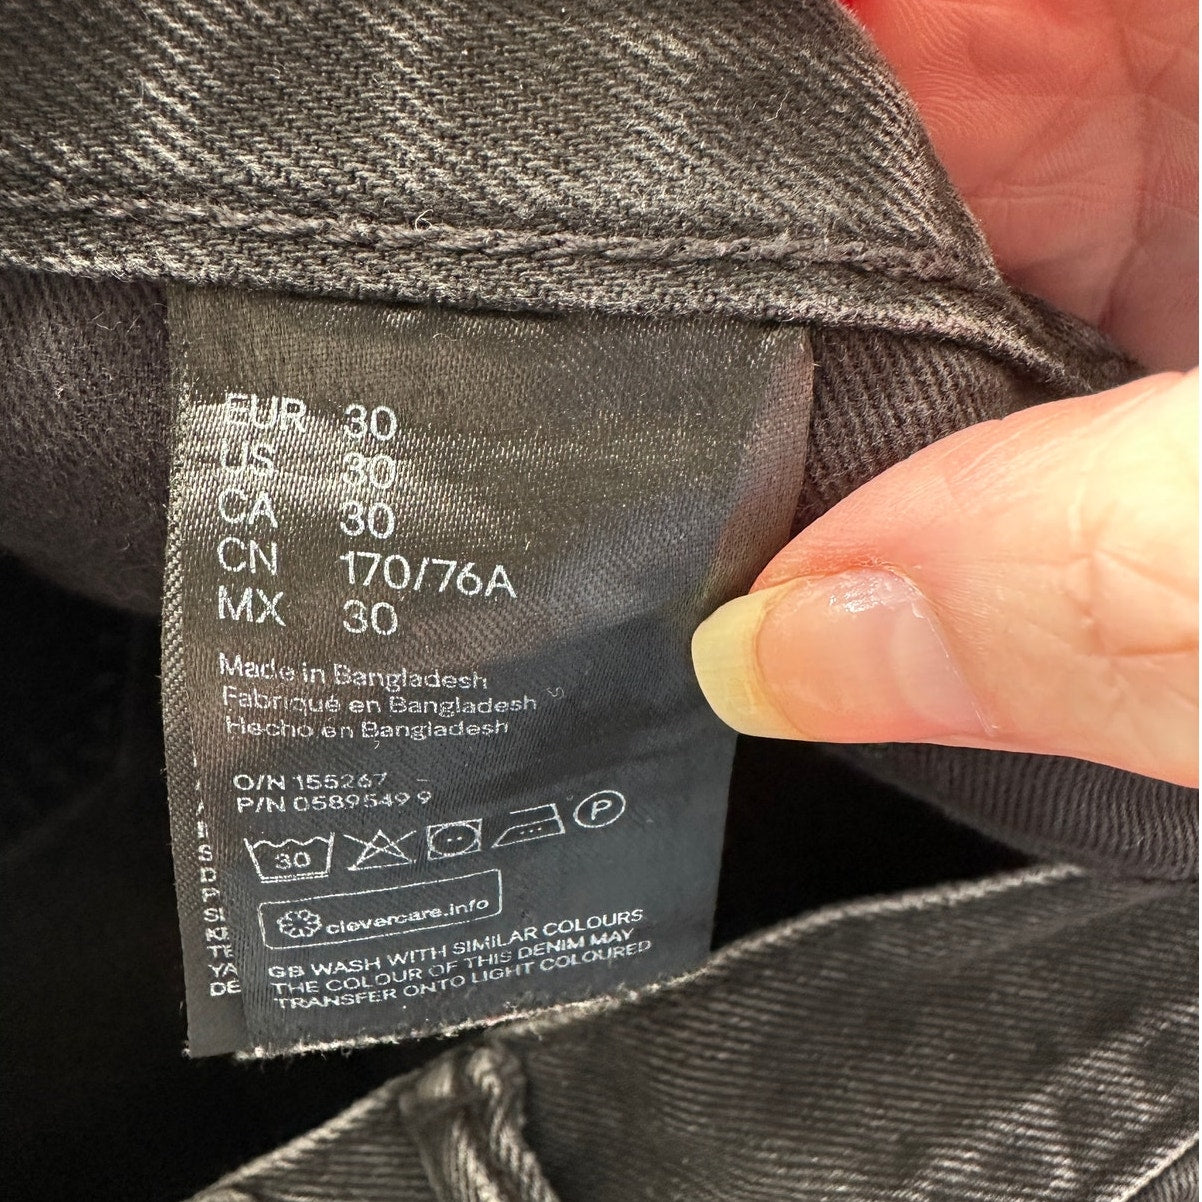 EUR 30
US 30
CA 30
CN 170/76A
MX 30
Made in Bangladesh
Fabriqué en Bangladesh
Hecho en Bangladesh
O/N 155267
P/N 0589549 9
30
P
clevercare.info
GB WASH WITH SIMILAR COLOURS
THE COLOUR OF THIS DENIM MAY
TRANSFER ONTO LIGHT COLOURED